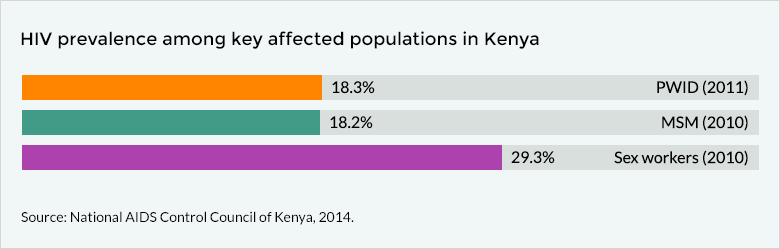 HIV prevalence among key affected populations in Kenya
18.3% PWID (2011)
18.2% MSM (2010)
29.3% Sex workers (2010)
Source: National AIDS Control Council of Kenya, 2014.